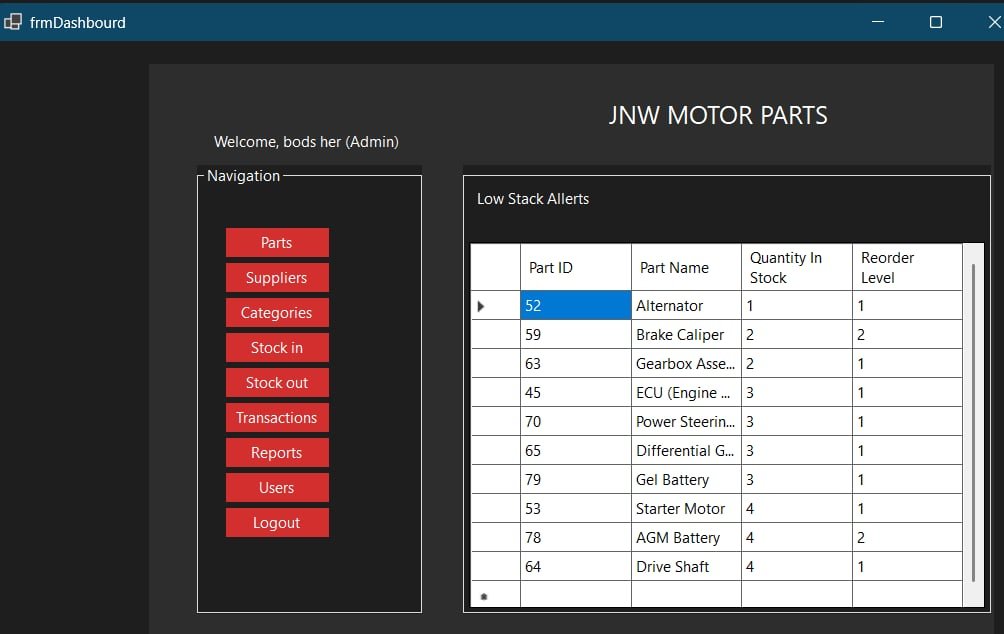 frmDashbourd
JNW MOTOR PARTS
Welcome, bods her (Admin)
Navigation
Parts
Suppliers
Categories
Stock in
Stock out
Transactions
Reports
Users
Logout
Low Stack Allerts
Part ID Part Name Quantity In Stock Reorder Level
52 Alternator 1 1
59 Brake Caliper 2 2
63 Gearbox Asse... 2 1
45 ECU (Engine ... 3 1
70 Power Steerin... 3 1
65 Differential G... 3 1
79 Gel Battery 3 1
53 Starter Motor 4 1
78 AGM Battery 4 2
64 Drive Shaft 4 1